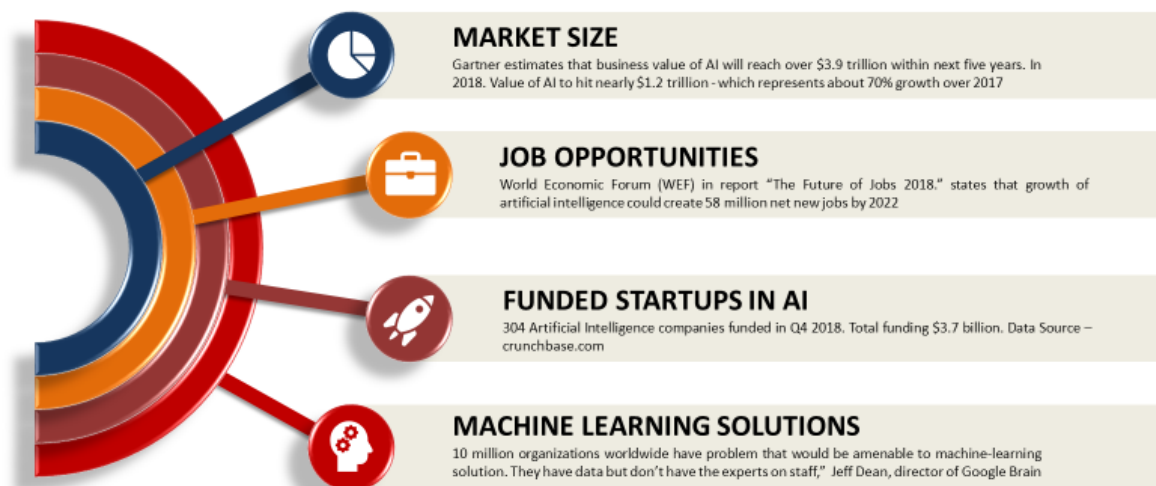 MARKET SIZE
Gartner estimates that business value of AI will reach over $3.9 trillion within next five years. In
2018. Value of AI to hit nearly $1.2 trillion - which represents about 70% growth over 2017
JOB OPPORTUNITIES
World Economic Forum (WEF) in report “The Future of Jobs 2018.” states that growth of
artificial intelligence could create 58 million net new jobs by 2022
FUNDED STARTUPS IN AI
304 Artificial Intelligence companies funded in Q4 2018. Total funding $3.7 billion. Data Source –
crunchbase.com
MACHINE LEARNING SOLUTIONS
10 million organizations worldwide have problem that would be amenable to machine-learning
solution. They have data but don’t have the experts on staff,” Jeff Dean, director of Google Brain